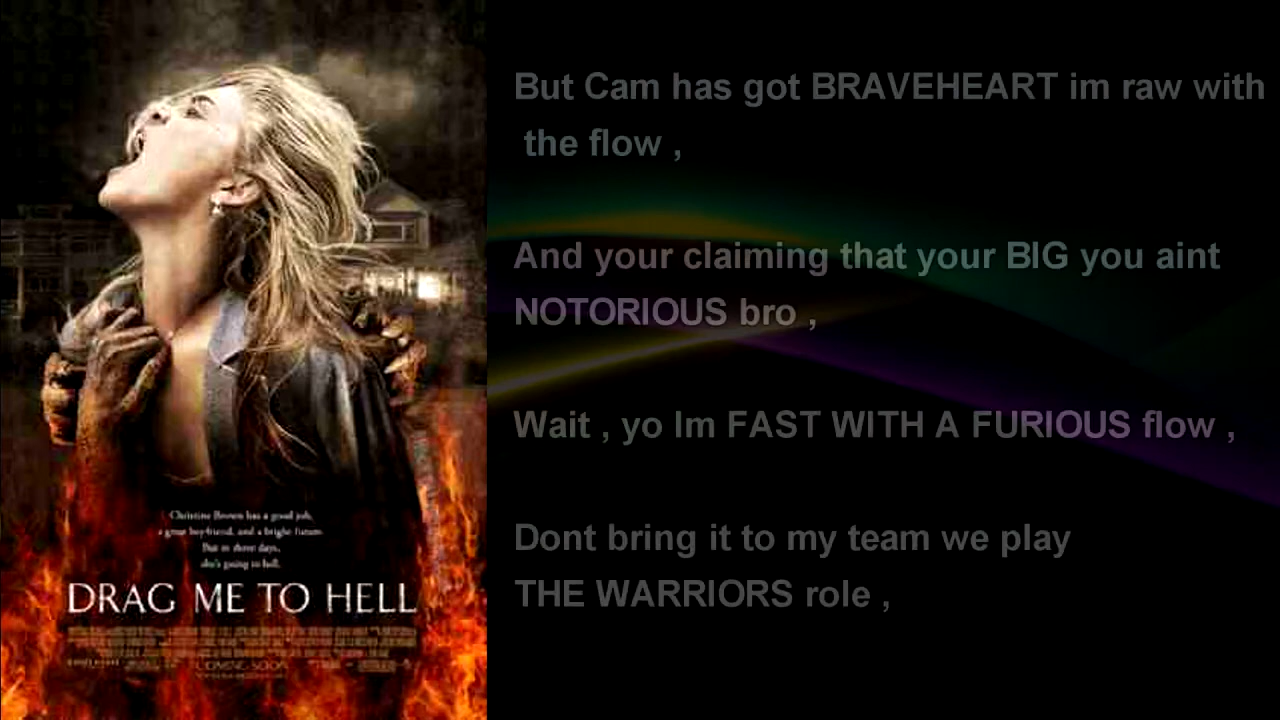 But Cam has got BRAVEHEART im raw with
the flow ,
And your claiming that your BIG you aint
NOTORIOUS bro ,
Wait , yo Im FAST WITH A FURIOUS flow ,
Dont bring it to my team we play
THE WARRIORS role ,
Christine Brown has a good job,
a great boyfriend, and a bright future.
But in three days,
she's going to hell.
DRAG ME TO HELL
COMING SOON